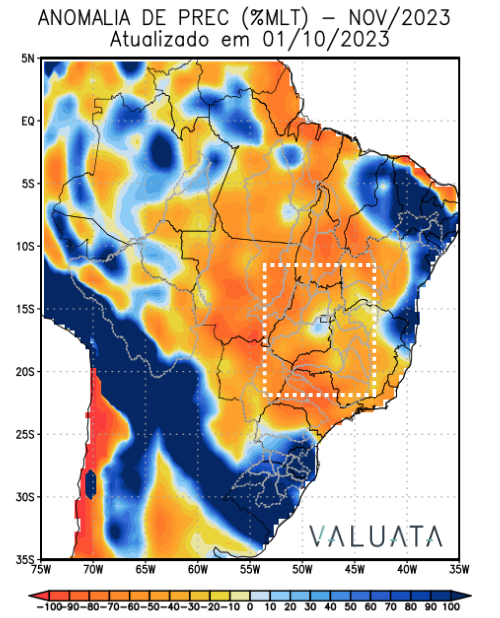 ANOMALIA DE PREC (%MLT) – NOV/2023
Atualizado em 01/10/2023
5N
EQ
5S
10S
15S
20S
25S
30S
35S
VALUATA
75W 70W 65W 60W 55W 50W 45W 40W 35W
-100 -90 -80 -70 -60 -50 -40 -30 -20 -10 0 10 20 30 40 50 60 70 80 90 100